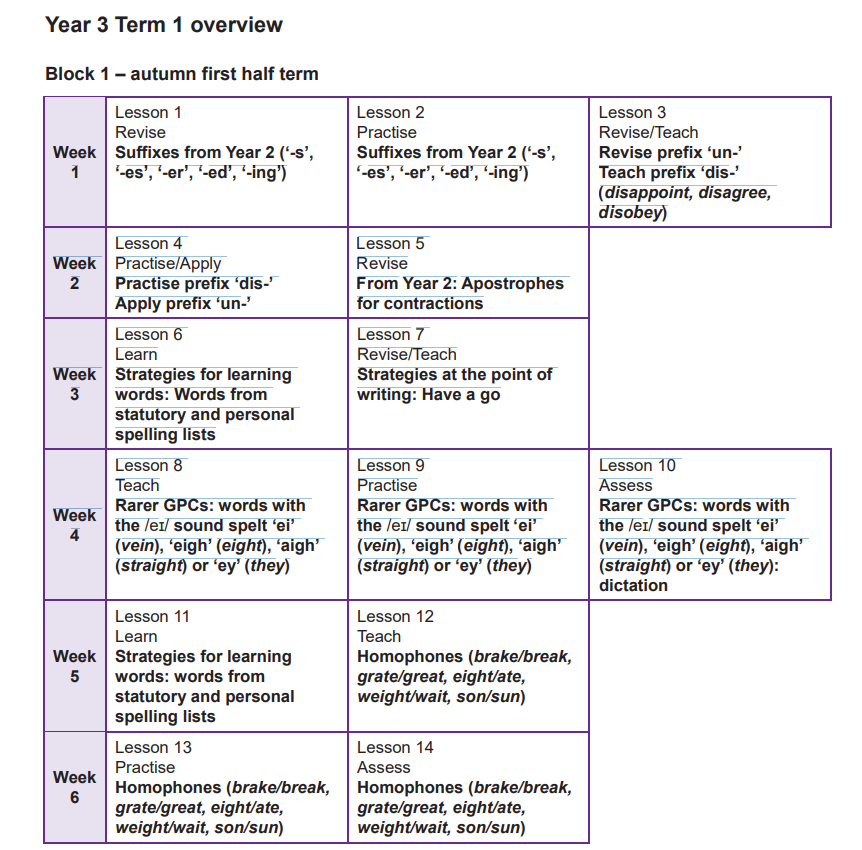 Year 3 Term 1 overview
Block 1 – autumn first half term
Week
1
Lesson 1
Revise
Suffixes from Year 2 (‘-s’,
‘-es’, ‘-er’, ‘-ed’, ‘-ing’)
Lesson 2
Practise
Suffixes from Year 2 (‘-s’,
‘-es’, ‘-er’, ‘-ed’, ‘-ing’)
Lesson 3
Revise/Teach
Revise prefix ‘un-’
Teach prefix ‘dis-’
(disappoint, disagree,
disobey)
Week
2
Lesson 4
Practise/Apply
Practise prefix ‘dis-’
Apply prefix ‘un-’
Lesson 5
Revise
From Year 2: Apostrophes
for contractions
Week
3
Lesson 6
Learn
Strategies for learning
words: Words from
statutory and personal
spelling lists
Lesson 7
Revise/Teach
Strategies at the point of
writing: Have a go
Week
4
Lesson 8
Teach
Rarer GPCs: words with
the /eɪ/ sound spelt ‘ei’
(vein), ‘eigh’ (eight), ‘aigh’
(straight) or ‘ey’ (they)
Lesson 9
Practise
Rarer GPCs: words with
the /eɪ/ sound spelt ‘ei’
(vein), ‘eigh’ (eight), ‘aigh’
(straight) or ‘ey’ (they)
Lesson 10
Assess
Rarer GPCs: words with
the /eɪ/ sound spelt ‘ei’
(vein), ‘eigh’ (eight), ‘aigh’
(straight) or ‘ey’ (they):
dictation
Week
5
Lesson 11
Learn
Strategies for learning
words: words from
statutory and personal
spelling lists
Lesson 12
Teach
Homophones (brake/break,
grate/great, eight/ate,
weight/wait, son/sun)
Week
6
Lesson 13
Practise
Homophones (brake/break,
grate/great, eight/ate,
weight/wait, son/sun)
Lesson 14
Assess
Homophones (brake/break,
grate/great, eight/ate,
weight/wait, son/sun)